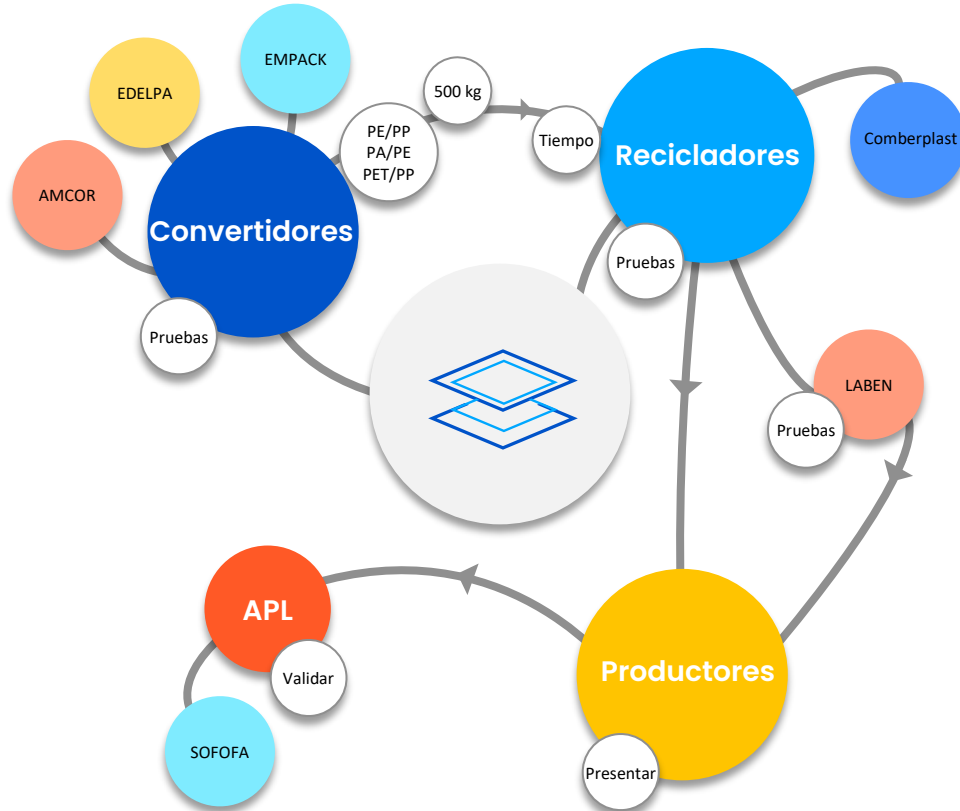 EMPACK
EDELPA
AMCOR
Convertidores
Pruebas
PE/PP
PA/PE
PET/PP
500 kg
Tiempo
Recicladores
Pruebas
Comberplast
LABEN
Pruebas
APL
Validar
SOFOFA
Productores
Presentar